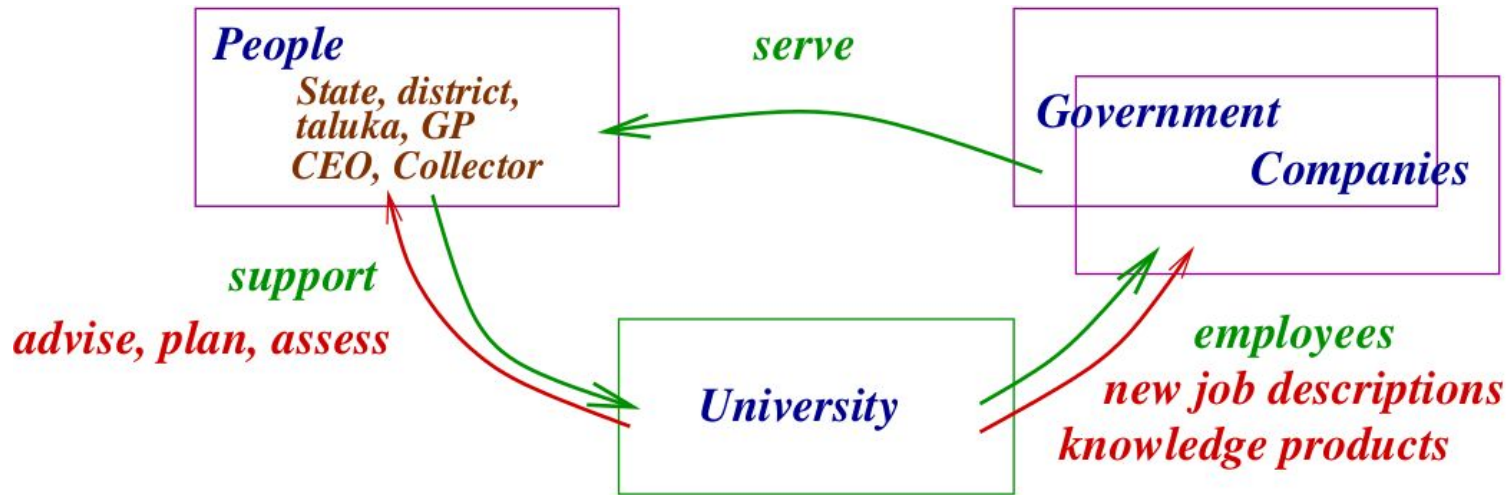 People
State, district,
taluka, GP
CEO, Collector
serve
Government
Companies
support
advise, plan, assess
University
employees
new job descriptions
knowledge products